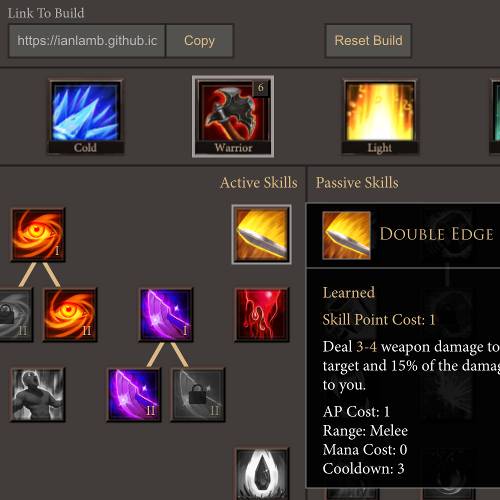 Link To Build
https://ianlamb.github.ic
Copy
Reset Build
6
Cold
Warrior
Light
Active Skills
Passive Skills
DOUBLE EDGE
I
II
II
I
II
II
Learned
Skill Point Cost: 1
Deal 3-4 weapon damage to
target and 15% of the damag
to you.
AP Cost: 1
Range: Melee
Mana Cost: 0
Cooldown: 3